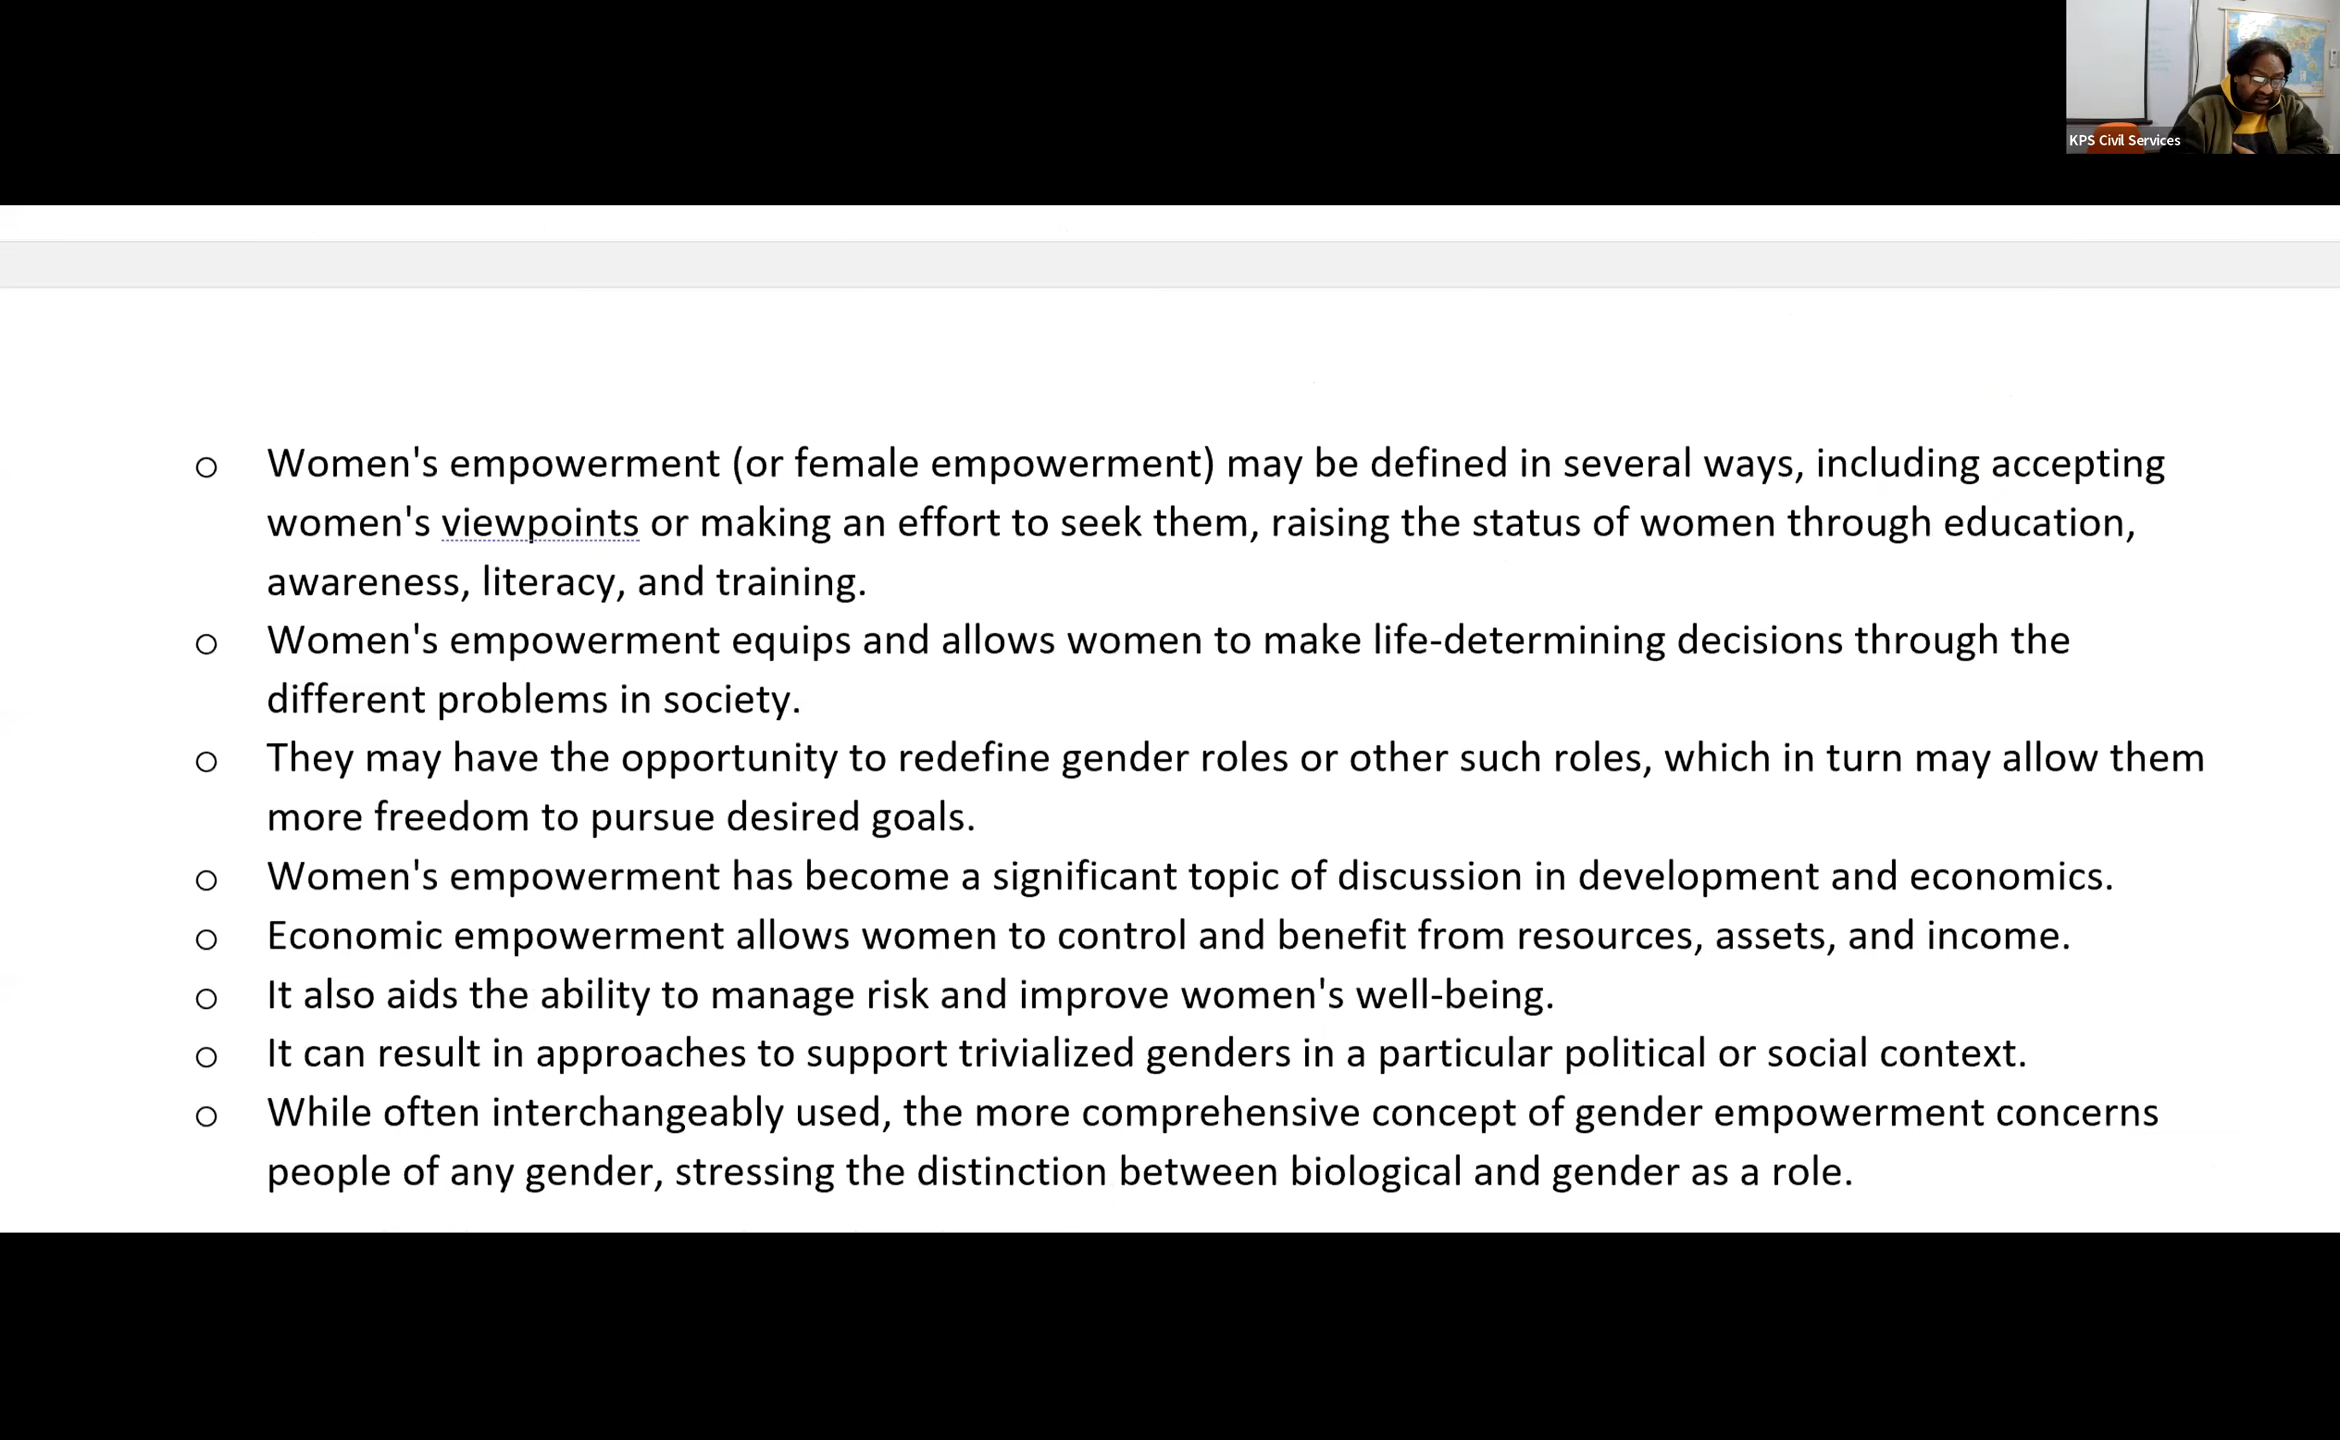 KPS Civil Services
o Women's empowerment (or female empowerment) may be defined in several ways, including accepting
women's viewpoints or making an effort to seek them, raising the status of women through education,
awareness, literacy, and training.
o Women's empowerment equips and allows women to make life-determining decisions through the
different problems in society.
o They may have the opportunity to redefine gender roles or other such roles, which in turn may allow them
more freedom to pursue desired goals.
o Women's empowerment has become a significant topic of discussion in development and economics.
o Economic empowerment allows women to control and benefit from resources, assets, and income.
o It also aids the ability to manage risk and improve women's well-being.
o It can result in approaches to support trivialized genders in a particular political or social context.
o While often interchangeably used, the more comprehensive concept of gender empowerment concerns
people of any gender, stressing the distinction between biological and gender as a role.